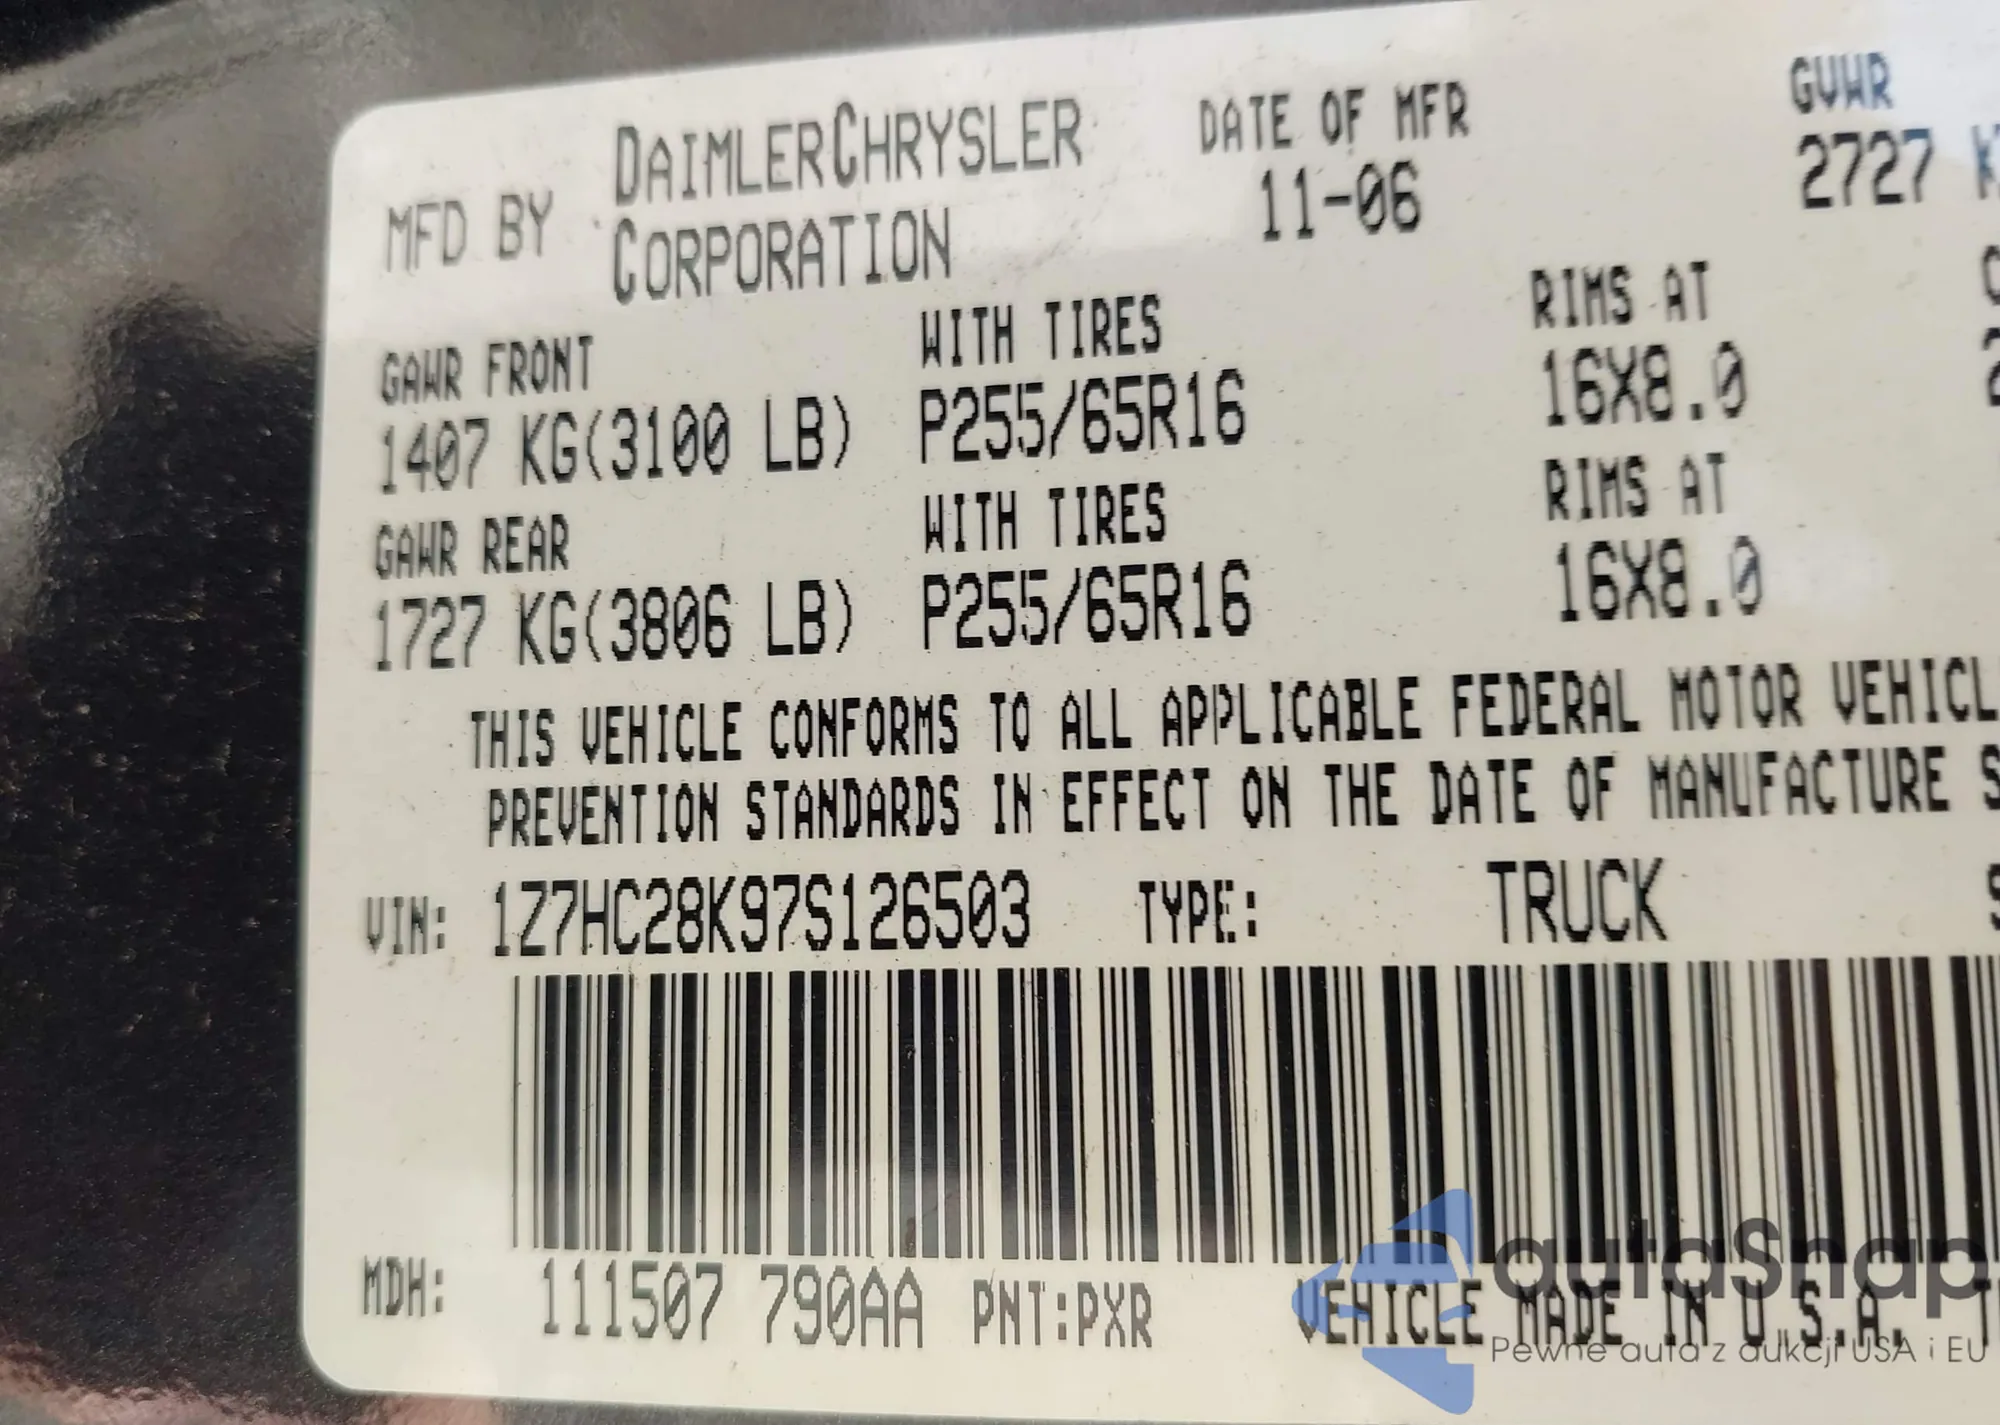 MFD BY DAIMLERCHRYSLER CORPORATION
DATE OF MFR
11-06
GVWR
2727
GAWR FRONT WITH TIRES RIMS AT
1407 KG(3100 LB) P255/65R16 16X8.0
GAWR REAR WITH TIRES RIMS AT
1727 KG(3806 LB) P255/65R16 16X8.0
THIS VEHICLE CONFORMS TO ALL APPLICABLE FEDERAL MOTOR VEHICL
PREVENTION STANDARDS IN EFFECT ON THE DATE OF MANUFACTURE S
VIN: 1Z7HC28K97S126503 TYPE: TRUCK
MDH: 111507 790AA PNT:PXR VEHICLE MADE IN U.S.A.
autaSnap
Pewne auta z aukcji USA i EU